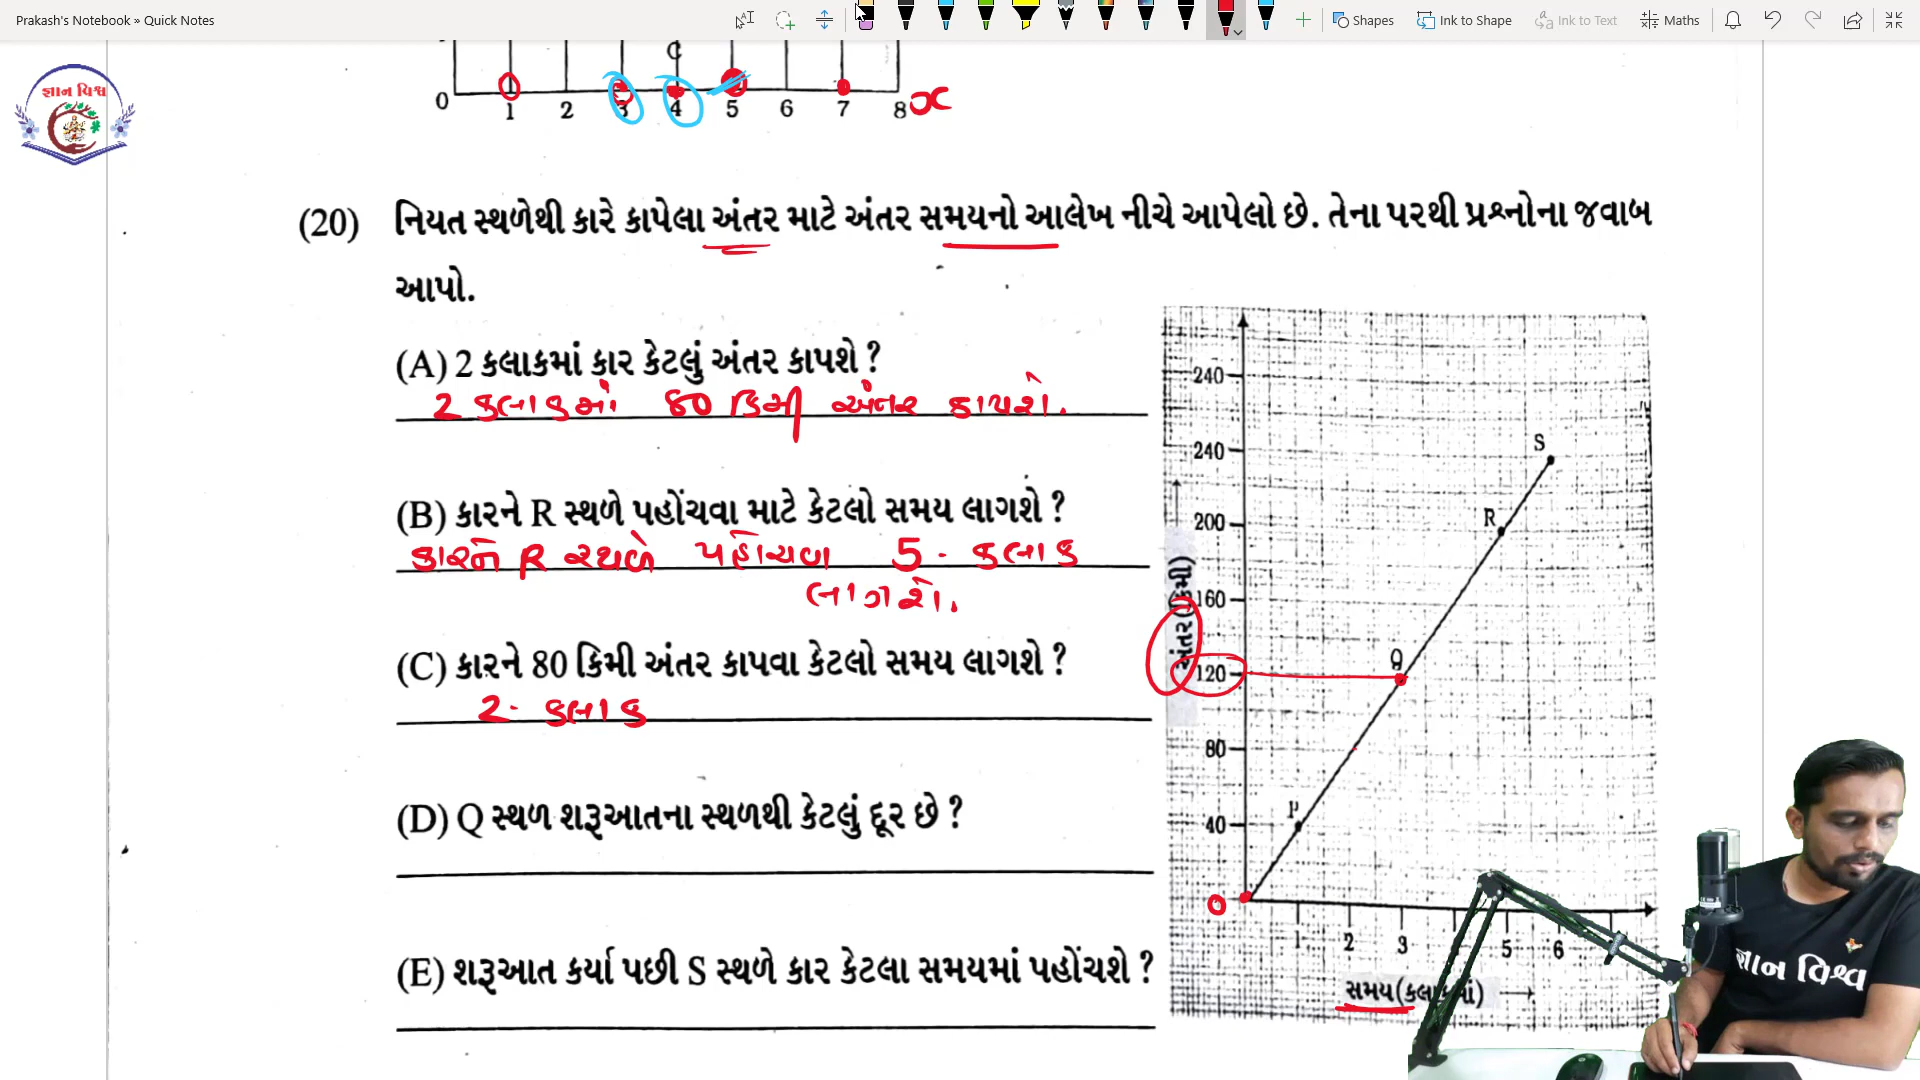 Prakash's Notebook » Quick Notes
Shapes
Ink to Shape
Ink to Text
Maths
જ્ઞાન વિશ્વ
C
0 1 2 3 4 5 6 7 8 x
(20) નિયત સ્થળેથી કારે કાપેલા અંતર માટે અંતર સમયનો આલેખ નીચે આપેલો છે. તેના પરથી પ્રશ્નોના જવાબ
આપો.
(A) 2 કલાકમાં કાર કેટલું અંતર કાપશે ?
2 કલાકમાં 80 કિમી અંતર કાપશે.
(B) કારને R સ્થળે પહોંચવા માટે કેટલો સમય લાગશે ?
કારને R સ્થળે પહોચવા 5 - કલાક
લાગશે.
(C) કારને 80 કિમી અંતર કાપવા કેટલો સમય લાગશે ?
2 - કલાક
(D) Q સ્થળ શરૂઆતના સ્થળથી કેટલું દૂર છે ?
(E) શરૂઆત કર્યા પછી S સ્થળે કાર કેટલા સમયમાં પહોંચશે ?
240
240
200
160
120
80
40
0
અંતર (કિમી)
S
R
Q
P
1 2 3 5 6
સમય (કલાકમાં)
જ્ઞાન વિશ્વ